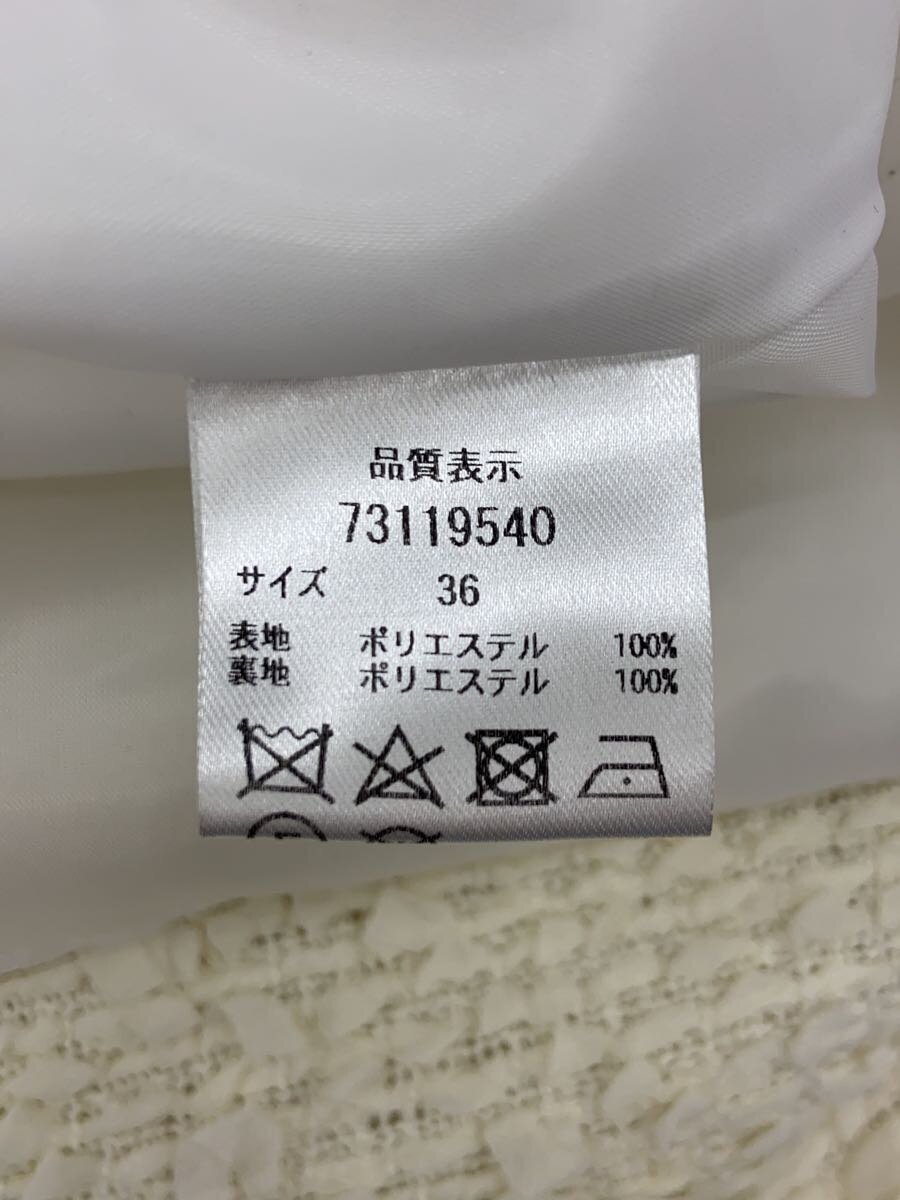 品質表示
73119540
サイズ 36
表地 ポリエステル 100%
裏地 ポリエステル 100%